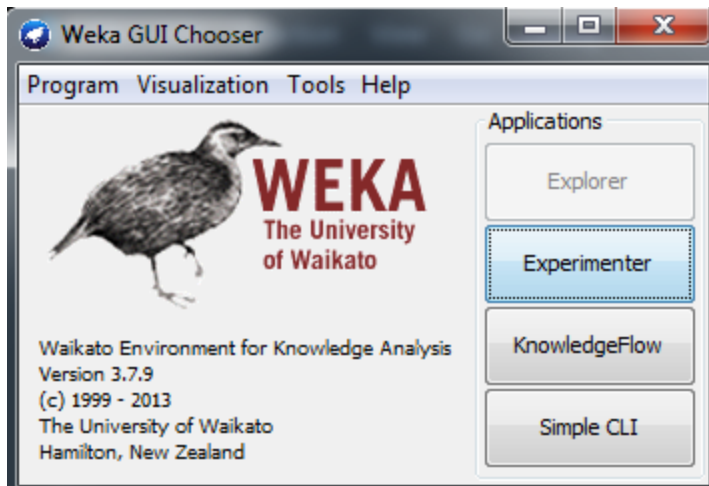 Weka GUI Chooser
Program Visualization Tools Help
WEKA
The University
of Waikato
Waikato Environment for Knowledge Analysis
Version 3.7.9
(c) 1999 - 2013
The University of Waikato
Hamilton, New Zealand
Applications
Explorer
Experimenter
KnowledgeFlow
Simple CLI